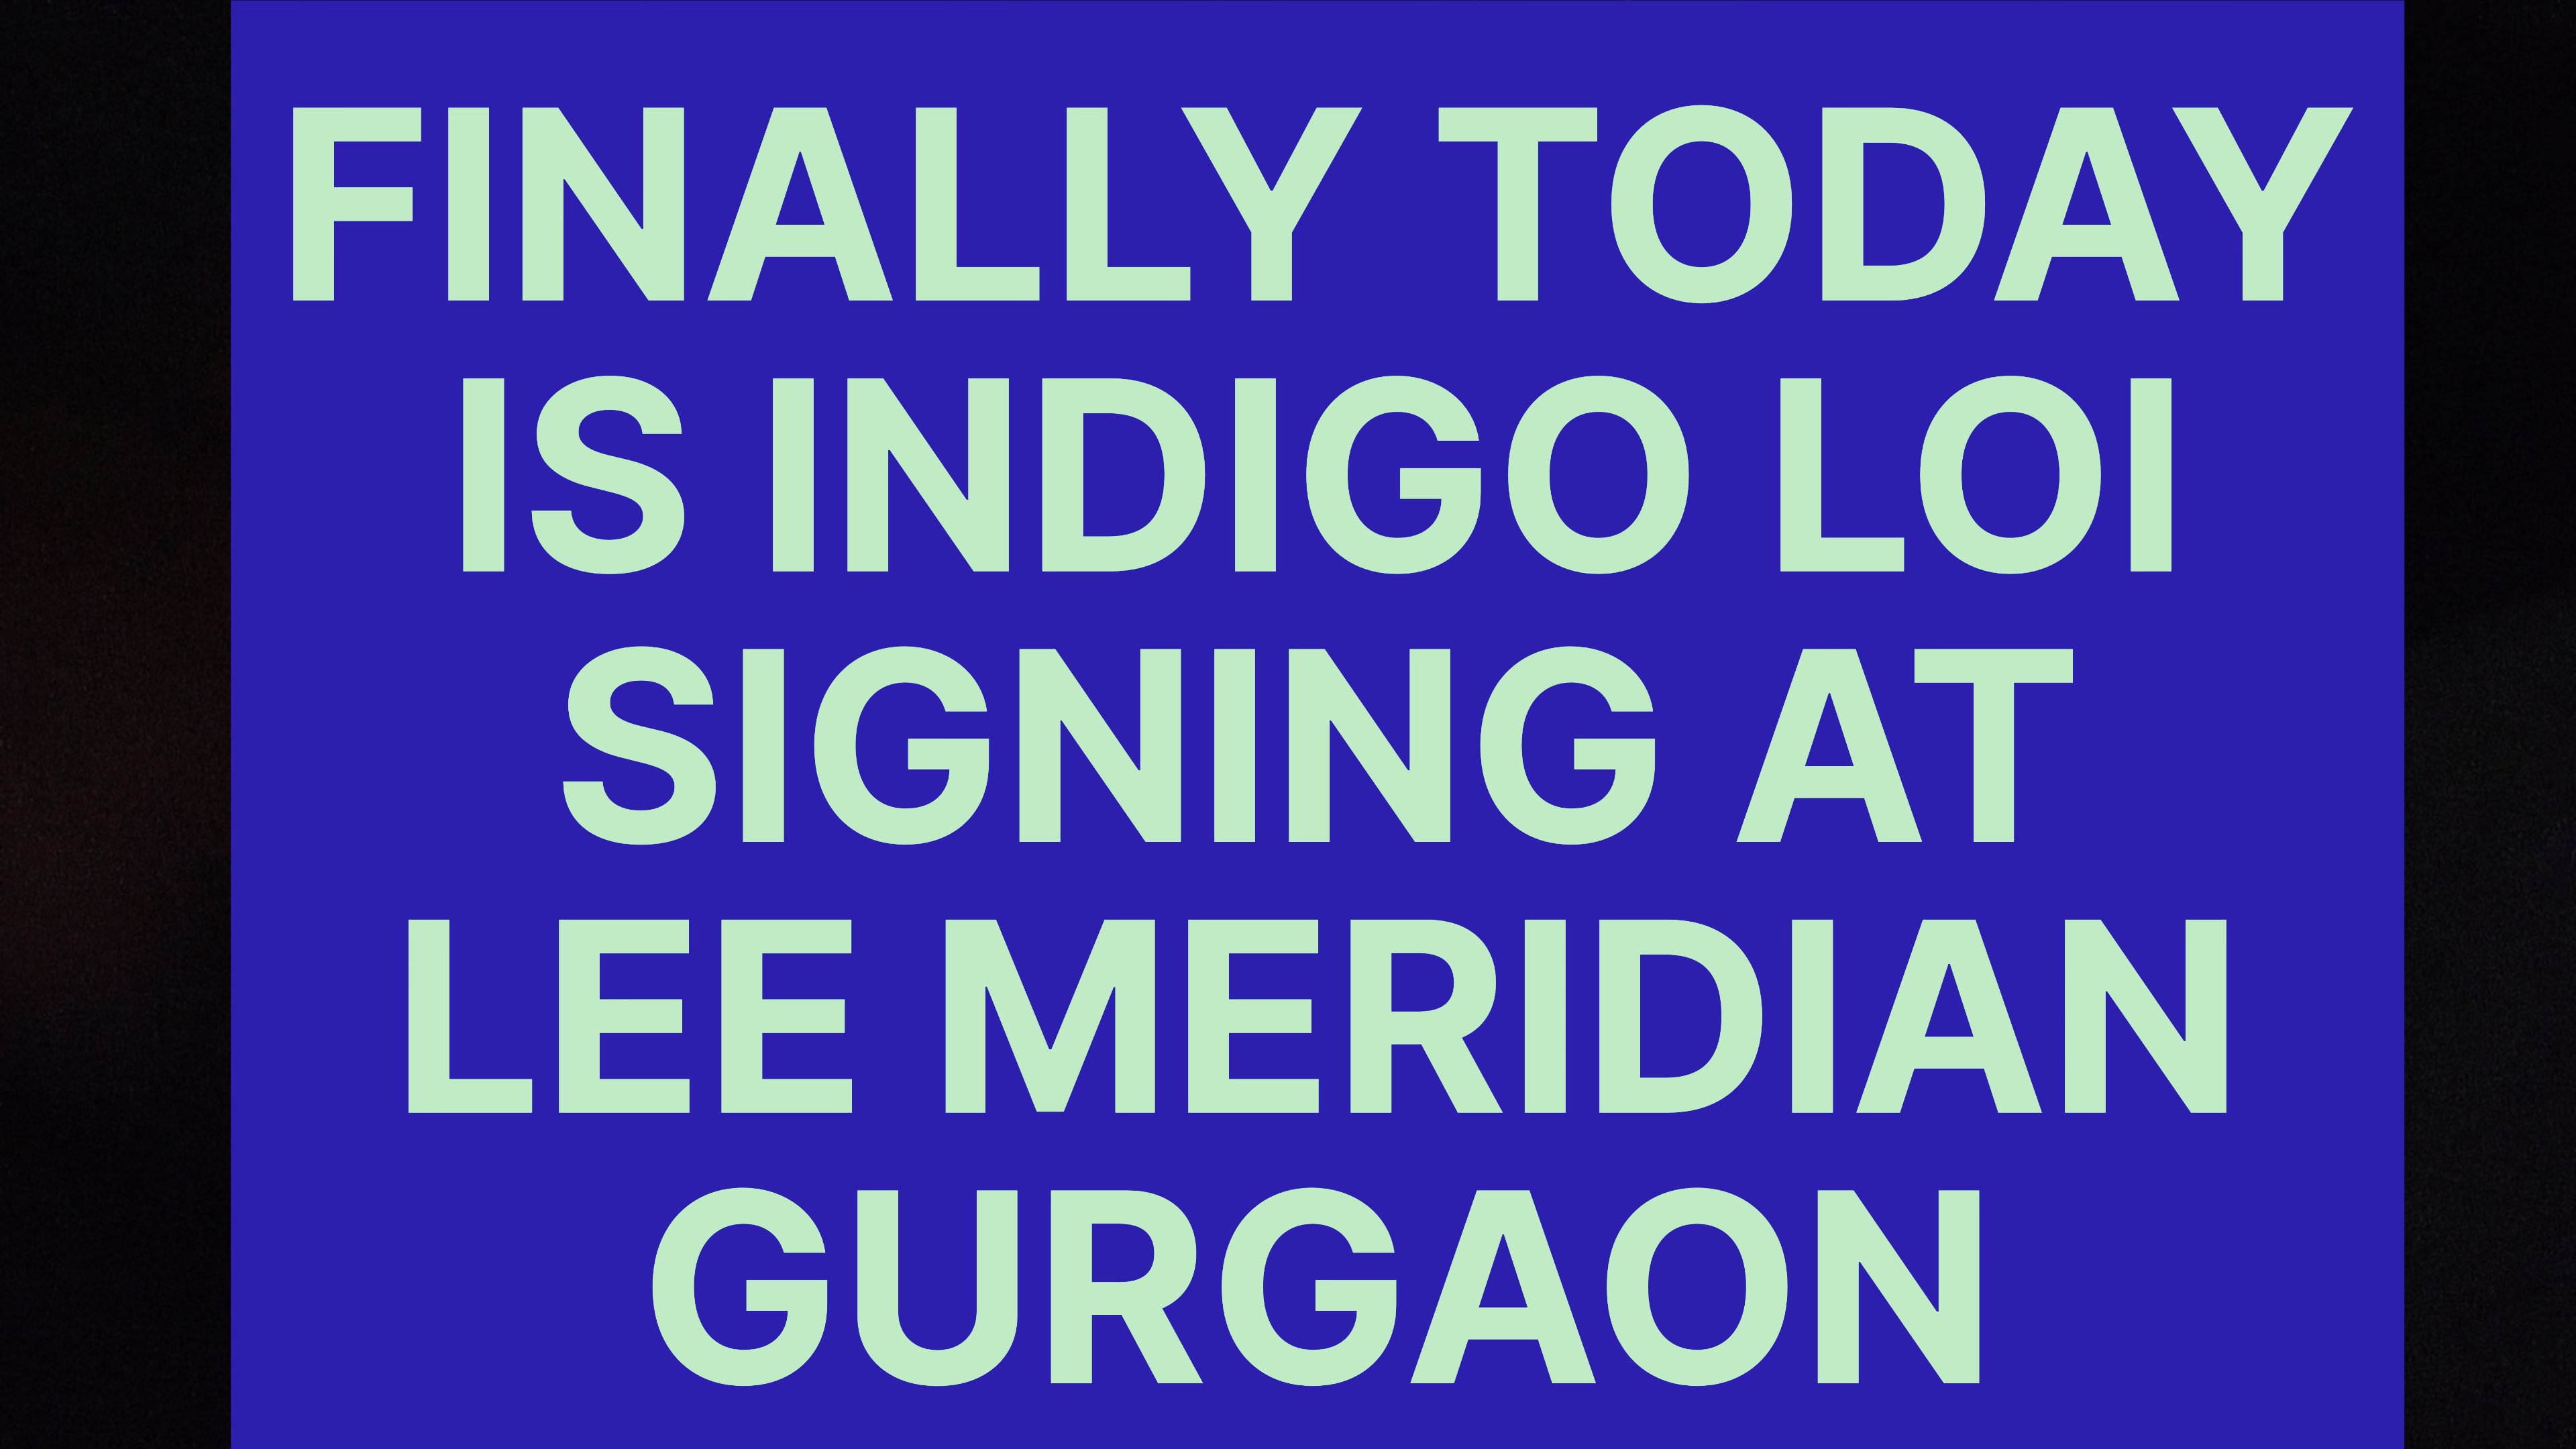 FINALLY TODAY
IS INDIGO LOI
SIGNING AT
LEE MERIDIAN
GURGAON